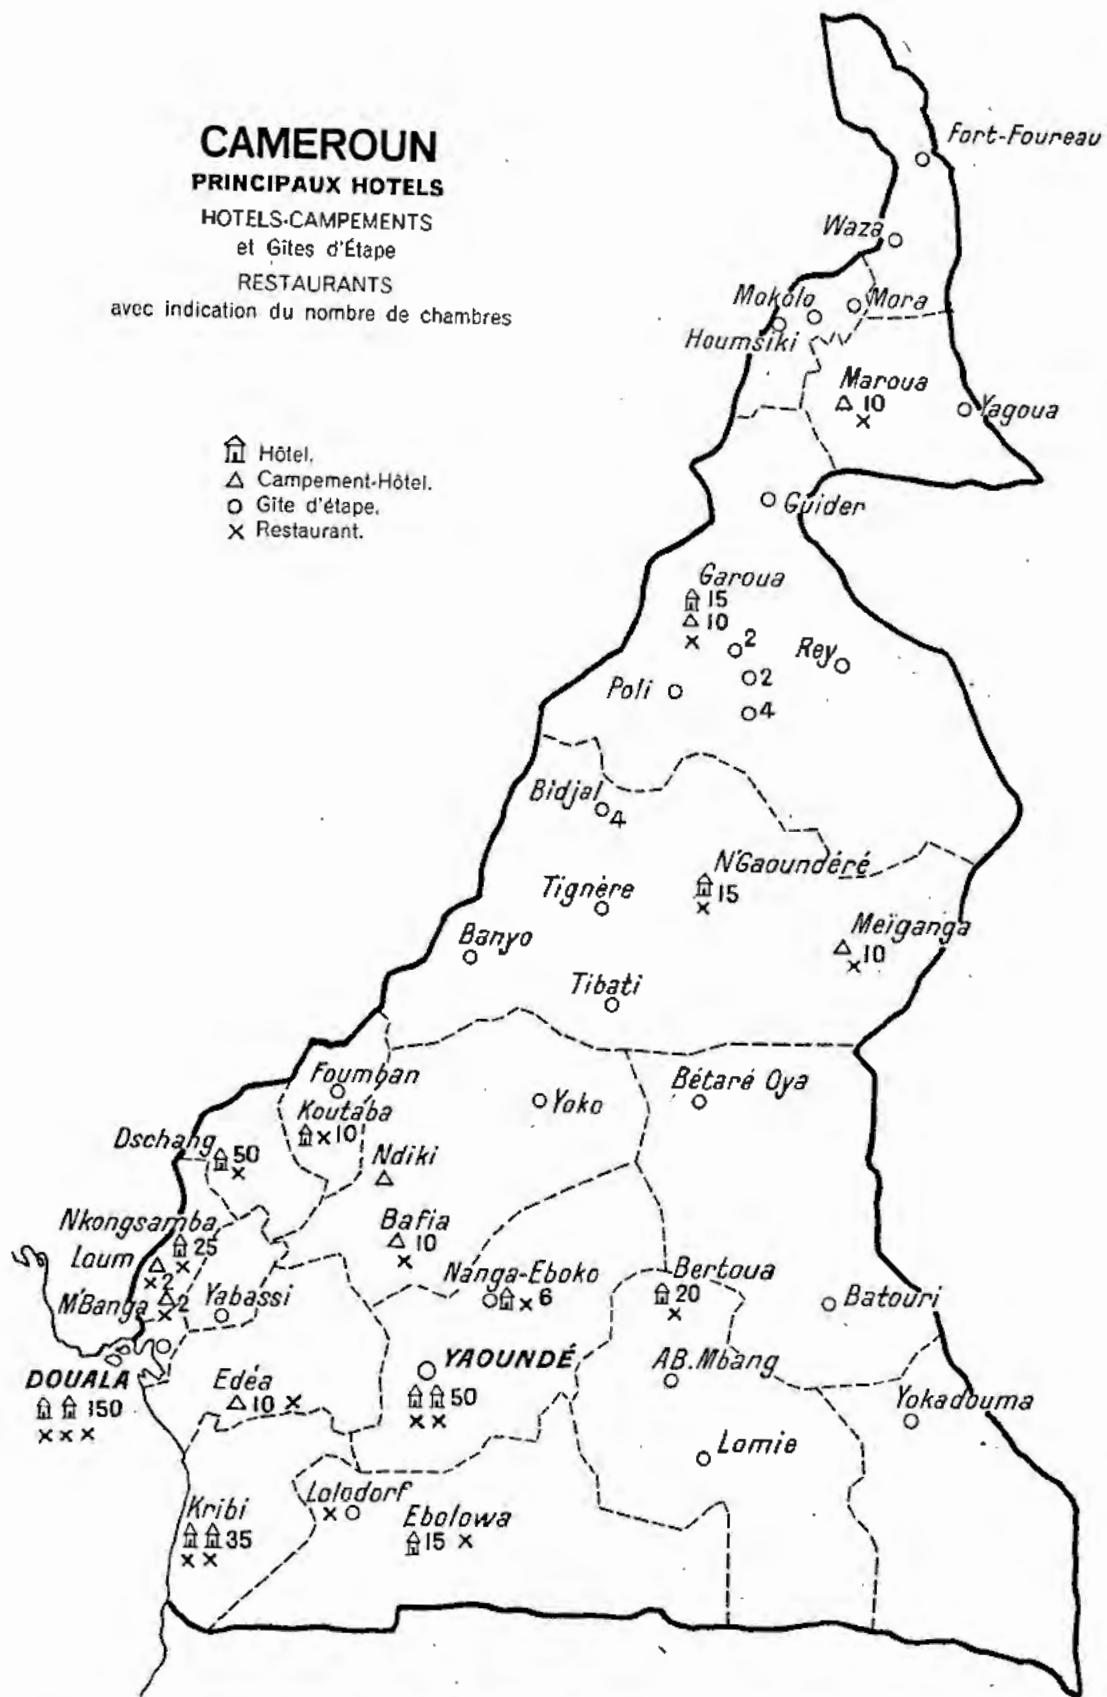 CAMEROUN
PRINCIPAUX HOTELS
HOTELS-CAMPEMENTS
et Gîtes d'Étape
RESTAURANTS
avec indication du nombre de chambres
Hôtel.
Campement-Hôtel.
Gîte d'étape.
Restaurant.
Fort-Foureau
Waza
Mokolo
Mora
Houmsiki
Maroua
10
Yagoua
Guider
Garoua
15
10
2
Rey
2
Poli
4
Bidjal
4
N'Gaoundéré
15
Tignère
Meïganga
10
Banyo
Tibati
Foumban
Yoko
Bétaré Oya
Koutaba
10
Dschang
50
Ndiki
Nkongsamba
25
Bafia
10
Loum
2
Nanga-Eboko
6
Bertoua
20
M'Banga
2
Yabassi
Batouri
DOUALA
150
Edéa
10
YAOUNDÉ
50
AB.Mbang
Yokadouma
Lomie
Kribi
35
Lolodorf
Ebolowa
15